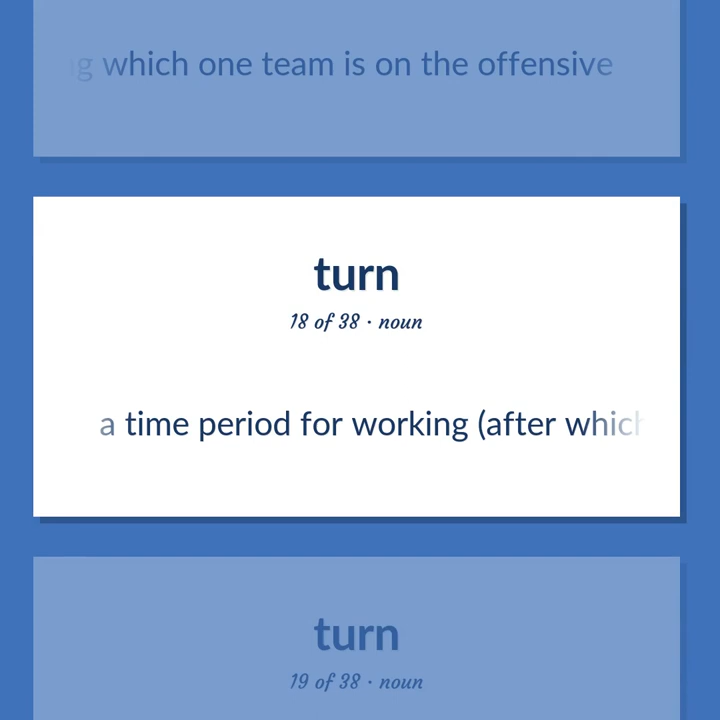 which one team is on the offensive
turn
18 of 38 · noun
a time period for working (after which
turn
19 of 38 · noun